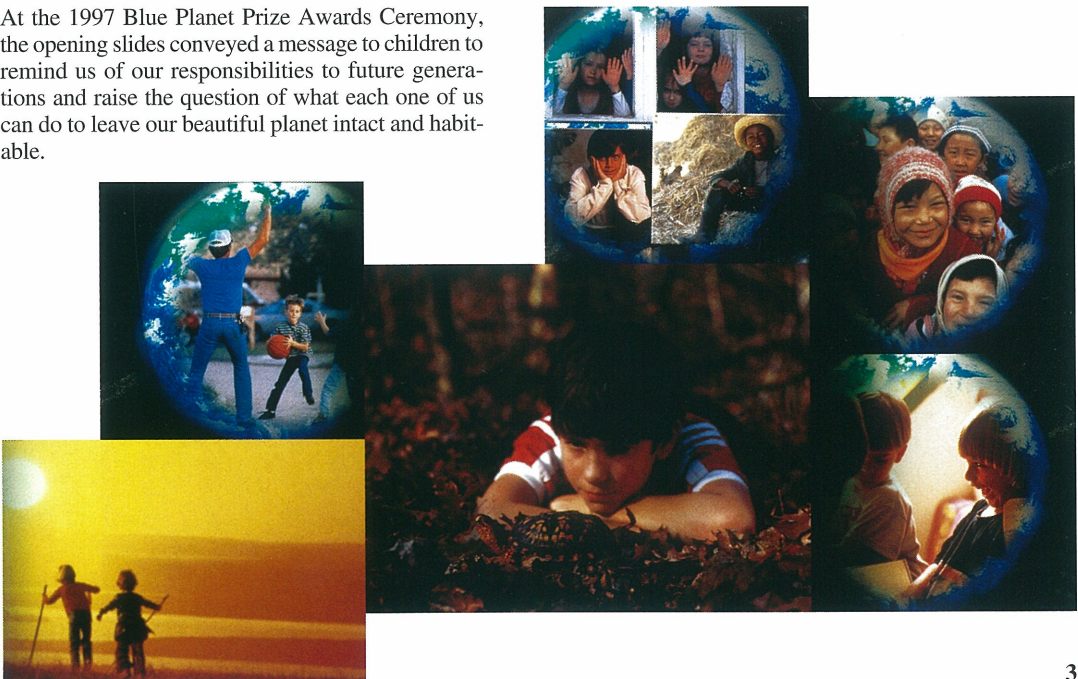 At the 1997 Blue Planet Prize Awards Ceremony,
the opening slides conveyed a message to children to
remind us of our responsibilities to future genera-
tions and raise the question of what each one of us
can do to leave our beautiful planet intact and habit-
able.
3